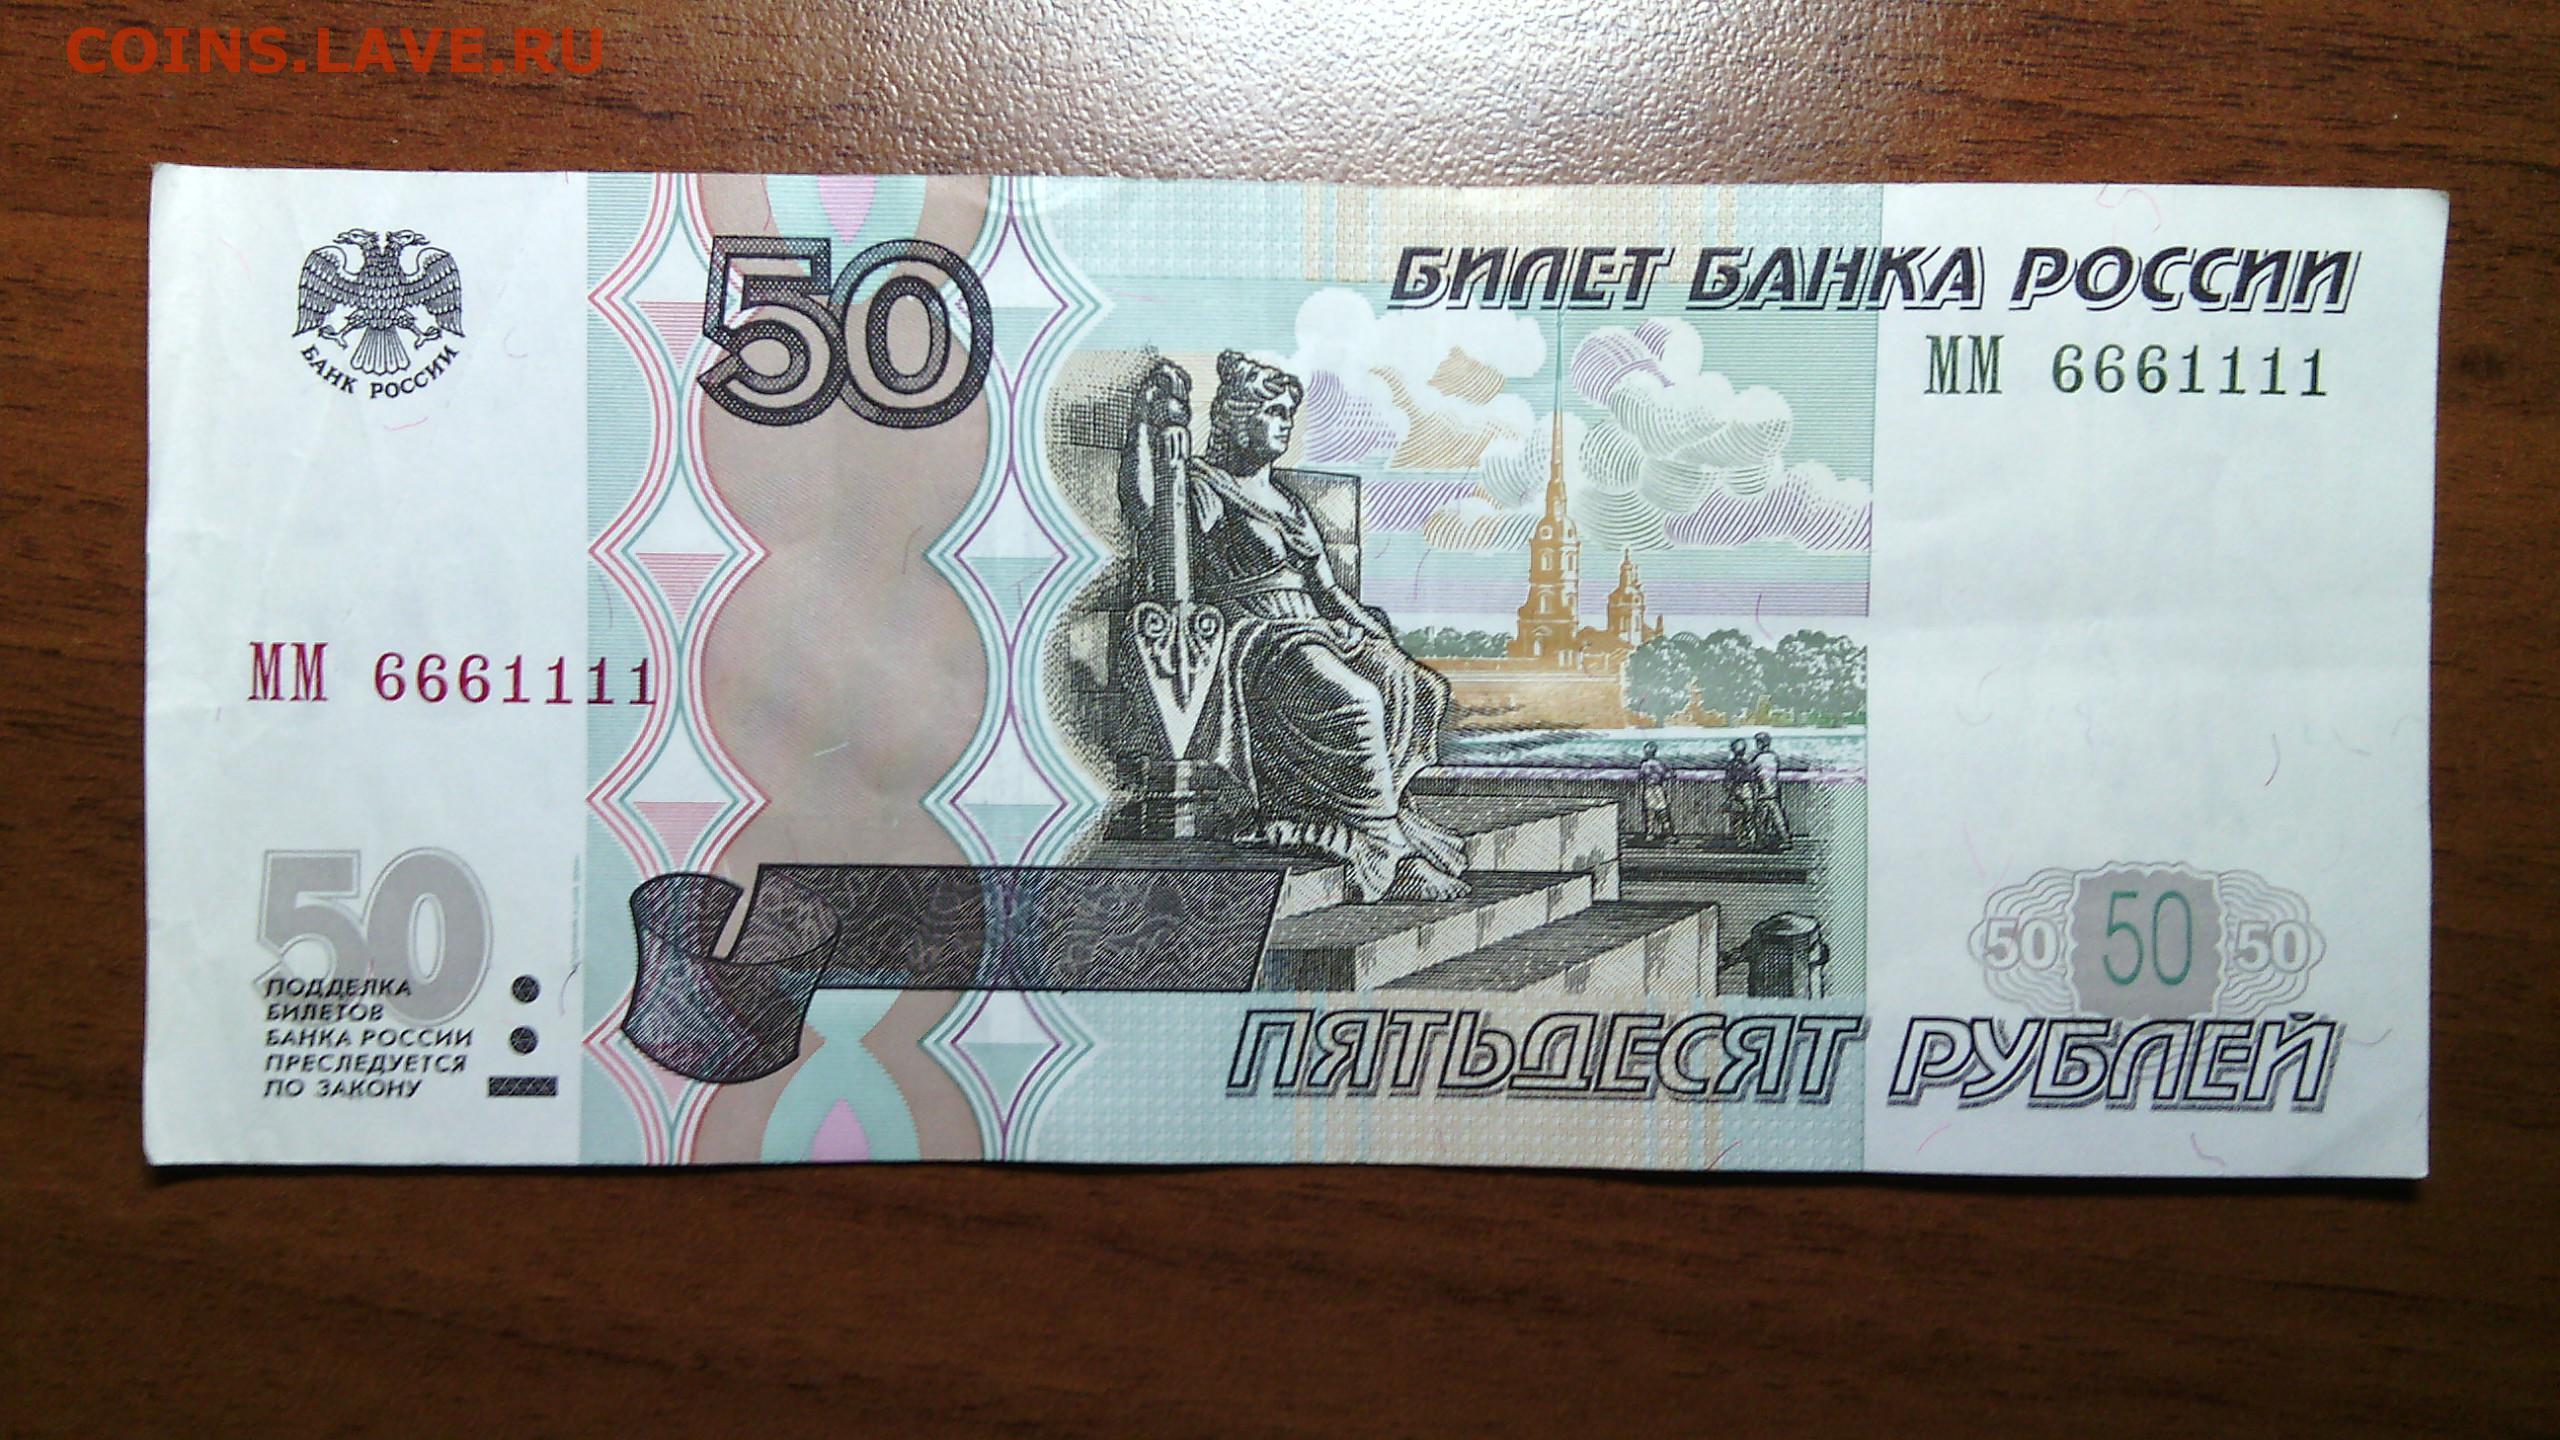 COINS.LAVE.RU
БИЛЕТ БАНКА РОССИИ
50
БАНК РОССИИ
ММ 6661111
ММ 6661111
50
ПОДДЕЛКА
БИЛЕТОВ
БАНКА РОССИИ
ПРЕСЛЕДУЕТСЯ
ПО ЗАКОНУ
50 50 50
ПЯТЬДЕСЯТ РУБЛЕЙ